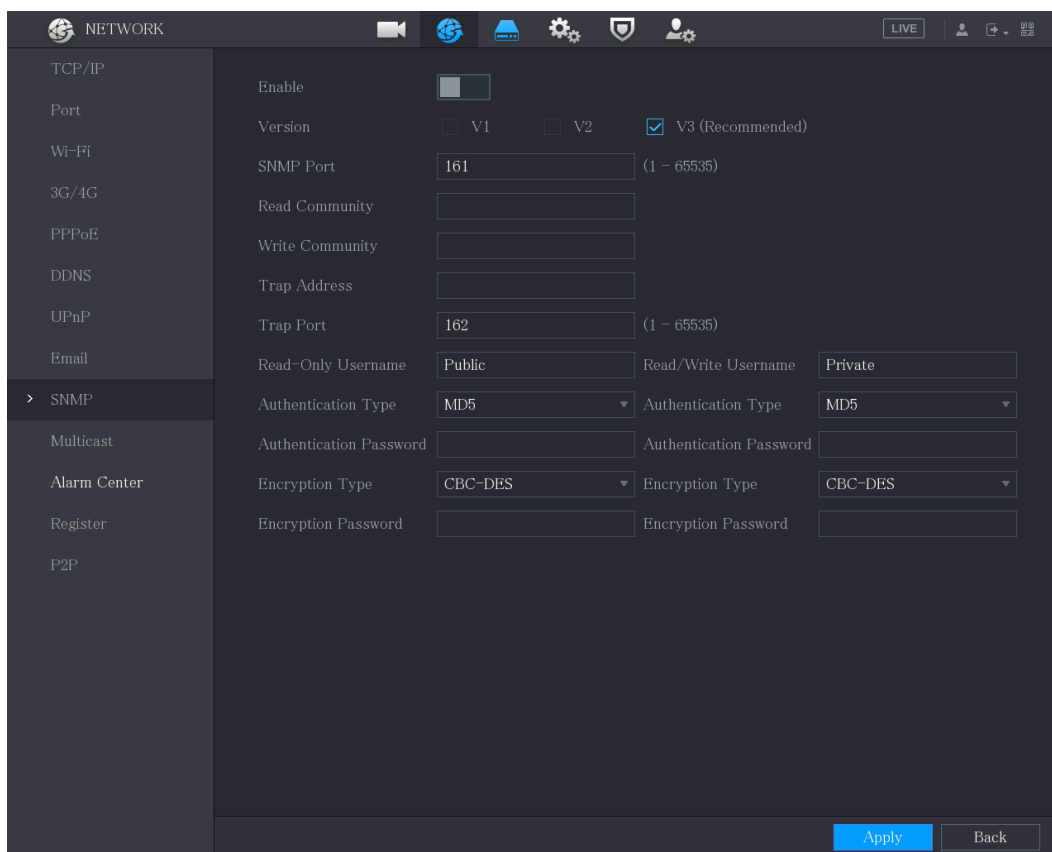 NETWORK LIVE
TCP/IP
Port
Wi-Fi
3G/4G
PPPoE
DDNS
UPnP
Email
SNMP
Multicast
Alarm Center
Register
P2P
Enable
Version V1 V2 V3 (Recommended)
SNMP Port 161 (1 - 65535)
Read Community
Write Community
Trap Address
Trap Port 162 (1 - 65535)
Read-Only Username Public Read/Write Username Private
Authentication Type MD5 Authentication Type MD5
Authentication Password Authentication Password
Encryption Type CBC-DES Encryption Type CBC-DES
Encryption Password Encryption Password
Apply Back